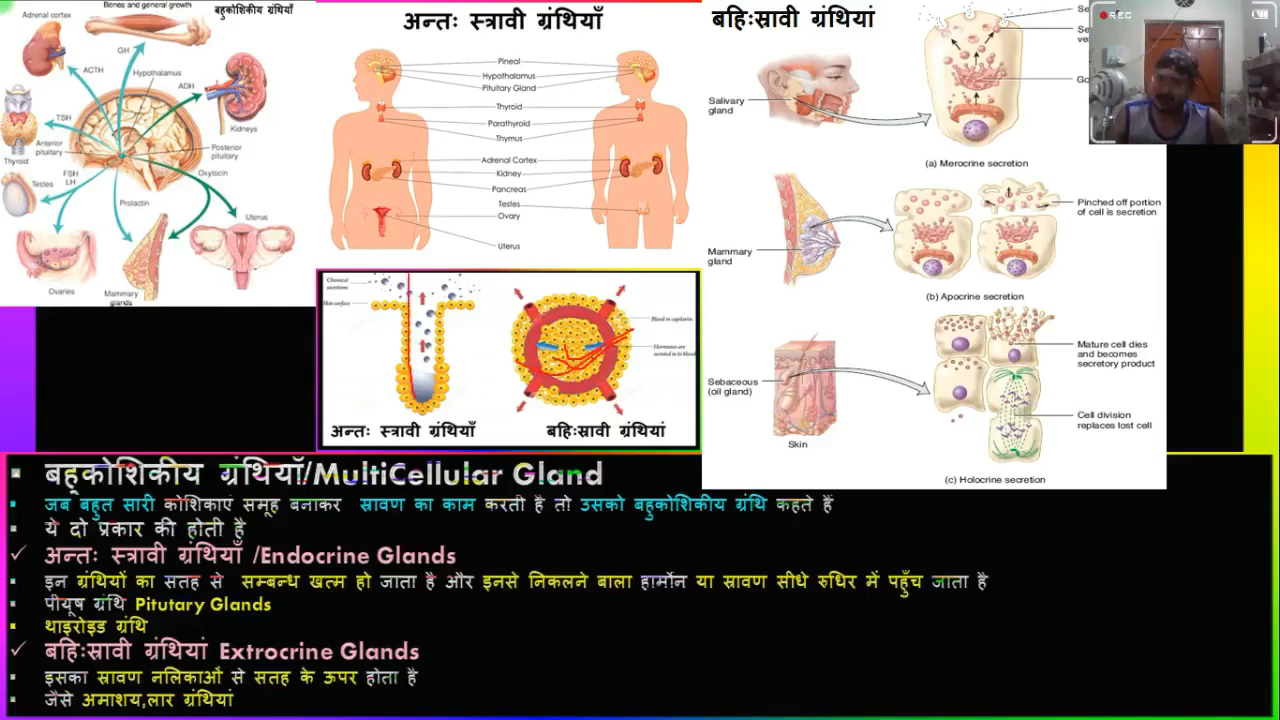 Bones and general growth
बहुकोशिकीय ग्रंथियाँ
Adrenal cortex
GH
ACTH
Hypothalamus
ADH
TSH
Kidneys
Anterior
pituitary
Posterior
pituitary
Thyroid
FSH
LH
Oxytocin
Testes
Prolactin
Uterus
Ovaries
Mammary
glands
अन्तः स्त्रावी ग्रंथियाँ
Pineal
Hypothalamus
Pituitary Gland
Thyroid
Parathyroid
Thymus
Adrenal Cortex
Kidney
Pancreas
Testes
Ovary
Uterus
Chemical
secretions
Skin surface
Blood in capillaries
Hormones are
secreted in to blood
अन्तः स्त्रावी ग्रंथियाँ
बहिःस्रावी ग्रंथियां
बहिःस्रावी ग्रंथियां
REC
Salivary
gland
(a) Merocrine secretion
Pinched off portion
of cell is secretion
Mammary
gland
(b) Apocrine secretion
Mature cell dies
and becomes
secretory product
Sebaceous
(oil gland)
Cell division
replaces lost cell
Skin
(c) Holocrine secretion
बहुकोशिकीय ग्रंथियाँ/MultiCellular Gland
जब बहुत सारी कोशिकाएं समूह बनाकर स्रावण का काम करती है तो उसको बहुकोशिकीय ग्रंथि कहते हैं
ये दो प्रकार की होती है
✓ अन्तः स्त्रावी ग्रंथियाँ /Endocrine Glands
इन ग्रंथियों का सतह से सम्बन्ध खत्म हो जाता है और इनसे निकलने बाला हार्मोन या स्रावण सीधे रुधिर में पहुँच जाता है
पीयूष ग्रंथि Pitutary Glands
थाइरोइड ग्रंथि
✓ बहिःस्रावी ग्रंथियां Extrocrine Glands
इसका स्रावण नलिकाओं से सतह के ऊपर होता है
जैसे अमाशय,लार ग्रंथियां